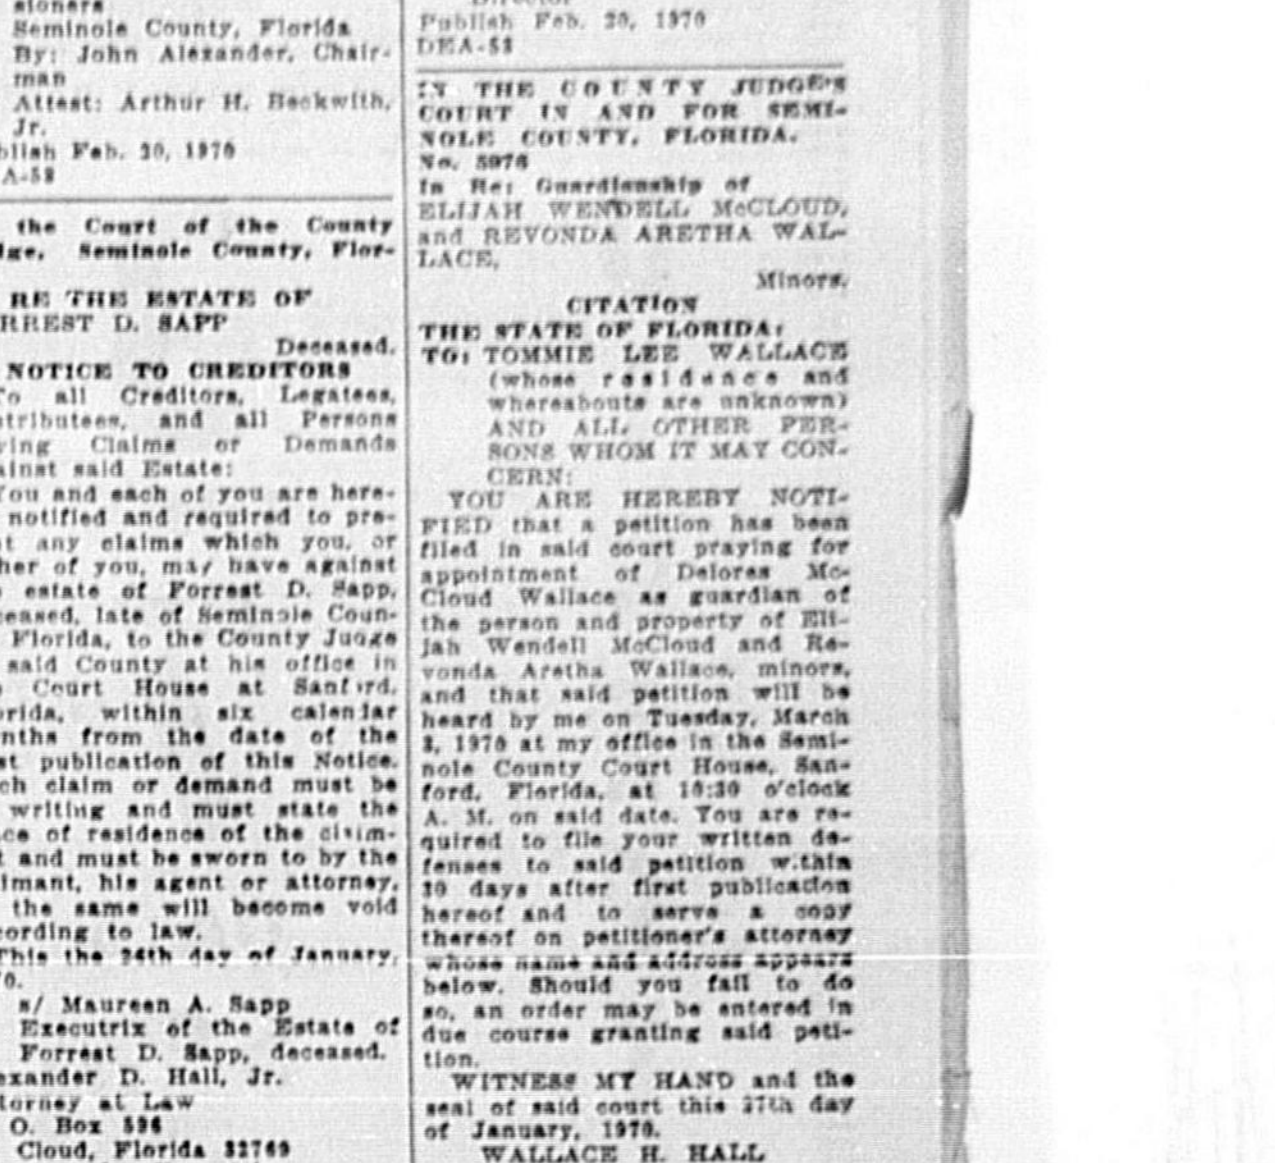 sioners
Seminole County, Florida
By: John Alexander, Chair-
man
Attest: Arthur H. Beckwith,
Jr.
blish Feb. 20, 1970
A-58
the Court of the County
dge, Seminole County, Flor-
RE THE ESTATE OF
RREST D. SAPP
Deceased.
NOTICE TO CREDITORS
To all Creditors, Legatees,
stributees, and all Persons
ving Claims or Demands
ainst said Estate:
You and each of you are here-
notified and required to pre-
t any claims which you, or
her of you, may have against
estate of Forrest D. Sapp,
ceased, late of Seminole Coun-
Florida, to the County Judge
said County at his office in
Court House at Sanford,
orida, within six calendar
nths from the date of the
st publication of this Notice.
ch claim or demand must be
writing and must state the
ce of residence of the claim-
t and must be sworn to by the
imant, his agent or attorney,
the same will become void
cording to law.
This the 24th day of January,
70.
s/ Maureen A. Sapp
Executrix of the Estate of
Forrest D. Sapp, deceased.
exander D. Hall, Jr.
torney at Law
O. Box 596
Cloud, Florida 32769
Publish Feb. 20, 1970
DEA-53
IN THE COUNTY JUDGE'S
COURT IN AND FOR SEMI-
NOLE COUNTY, FLORIDA.
No.
In Re: Guardianship of
ELIJAH WENDELL McCLOUD,
and REVONDA ARETHA WAL-
LACE,
Minors.
CITATION
THE STATE OF FLORIDA:
TO: TOMMIE LEE WALLACE
(whose residence and
whereabouts are unknown)
AND ALL OTHER PER-
SONS WHOM IT MAY CON-
CERN:
YOU ARE HEREBY NOTI-
FIED that a petition has been
filed in said court praying for
appointment of Delores Mc-
Cloud Wallace as guardian of
the person and property of Eli-
jah Wendell McCloud and Re-
vonda Aretha Wallace, minors,
and that said petition will be
heard by me on Tuesday, March
3, 1970 at my office in the Semi-
nole County Court House, San-
ford, Florida, at 10:30 o'clock
A. M. on said date. You are re-
quired to file your written de-
fenses to said petition within
days after first publication
hereof and to serve a copy
thereof on petitioner's attorney
whose name and address appears
below. Should you fail to do
so, an order may be entered in
due course granting said peti-
tion.
WITNESS MY HAND and the
seal of said court this 27th day
of January, 1970.
WALLACE H. HALL